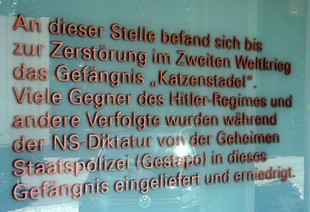 An dieser Stelle befand sich bis
zur Zerstörung im Zweiten Weltkrieg
das Gefängnis „Katzenstadel“.
Viele Gegner des Hitler-Regimes und
andere Verfolgte wurden während
der NS-Diktatur von der Geheimen
Staatspolizei (Gestapo) in dieses
Gefängnis eingeliefert und erniedrigt.